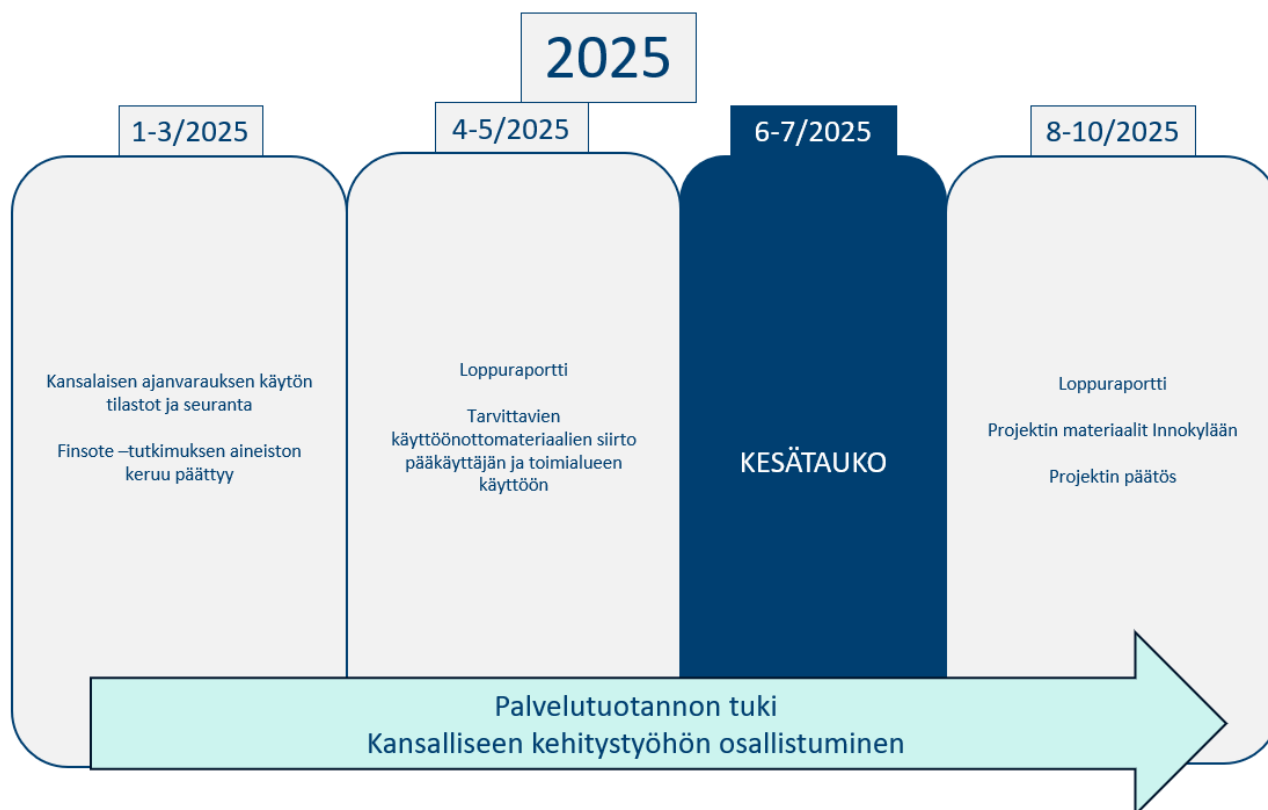 2025
1-3/2025
Kansalaisen ajanvarauksen käytön
tilastot ja seuranta
Finsote –tutkimuksen aineiston
keruu päättyy
4-5/2025
Loppuraportti
Tarvittavien
käyttöönottomateriaalien siirto
pääkäyttäjän ja toimialueen
käyttöön
6-7/2025
KESÄTAUKO
8-10/2025
Loppuraportti
Projektin materiaalit Innokylään
Projektin päätös
Palvelutuotannon tuki
Kansalliseen kehitystyöhön osallistuminen